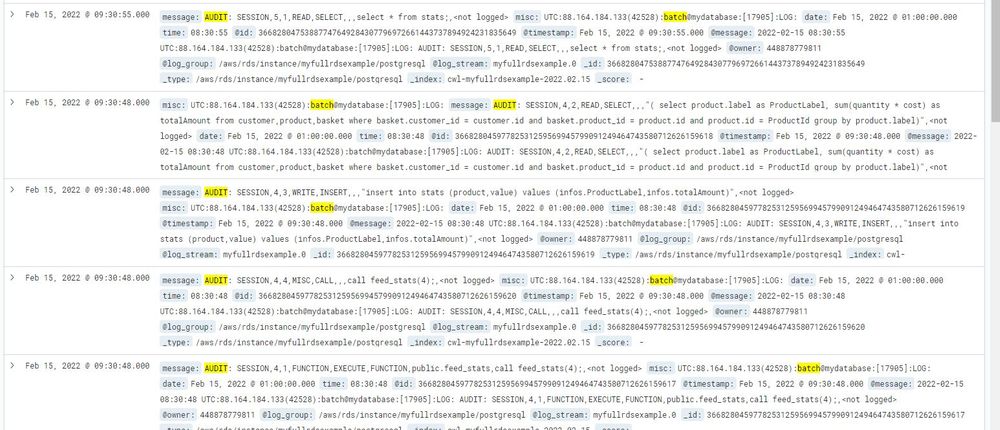 Feb 15, 2022 @ 09:30:55.000 message: AUDIT: SESSION,5,1,READ,SELECT,,,select * from stats;,<not logged> misc: UTC:88.164.184.133(42528):batch@mydatabase:[17905]:LOG: date: Feb 15, 2022 @ 01:00:00.000
time: 08:30:55 @id: 36682804753887747649284307796972661443737894924231835649 @timestamp: Feb 15, 2022 @ 09:30:55.000 @message: 2022-02-15 08:30:55
UTC:88.164.184.133(42528):batch@mydatabase:[17905]:LOG: AUDIT: SESSION,5,1,READ,SELECT,,,select * from stats;,<not logged> @owner: 448878779811
@log_group: /aws/rds/instance/myfullrdsexample/postgresql @log_stream: myfullrdsexample.0 _id: 36682804753887747649284307796972661443737894924231835649
_type: /aws/rds/instance/myfullrdsexample/postgresql _index: cwl-myfullrdsexample-2022.02.15 _score: -
Feb 15, 2022 @ 09:30:48.000 misc: UTC:88.164.184.133(42528):batch@mydatabase:[17905]:LOG: message: AUDIT: SESSION,4,2,READ,SELECT,,,"( select product.label as ProductLabel, sum(quantity * cost) as
totalAmount from customer,product,basket where basket.customer_id = customer.id and basket.product_id = product.id and product.id = ProductId group by product.label)",<not
logged> date: Feb 15, 2022 @ 01:00:00.000 time: 08:30:48 @id: 36682804597782531259569945799091249464743580712626159618 @timestamp: Feb 15, 2022 @ 09:30:48.000 @message: 2022-
02-15 08:30:48 UTC:88.164.184.133(42528):batch@mydatabase:[17905]:LOG: AUDIT: SESSION,4,2,READ,SELECT,,,"( select product.label as ProductLabel, sum(quantity * cost) as
totalAmount from customer,product,basket where basket.customer_id = customer.id and basket.product_id = product.id and product.id = ProductId group by product.label)",<not
Feb 15, 2022 @ 09:30:48.000 message: AUDIT: SESSION,4,3,WRITE,INSERT,,,"insert into stats (product,value) values (infos.ProductLabel,infos.totalAmount)",<not logged>
misc: UTC:88.164.184.133(42528):batch@mydatabase:[17905]:LOG: date: Feb 15, 2022 @ 01:00:00.000 time: 08:30:48 @id: 36682804597782531259569945799091249464743580712626159619
@timestamp: Feb 15, 2022 @ 09:30:48.000 @message: 2022-02-15 08:30:48 UTC:88.164.184.133(42528):batch@mydatabase:[17905]:LOG: AUDIT: SESSION,4,3,WRITE,INSERT,,,"insert into
stats (product,value) values (infos.ProductLabel,infos.totalAmount)",<not logged> @owner: 448878779811 @log_group: /aws/rds/instance/myfullrdsexample/postgresql
@log_stream: myfullrdsexample.0 _id: 36682804597782531259569945799091249464743580712626159619 _type: /aws/rds/instance/myfullrdsexample/postgresql _index: cwl-
Feb 15, 2022 @ 09:30:48.000 message: AUDIT: SESSION,4,4,MISC,CALL,,,call feed_stats(4);,<not logged> misc: UTC:88.164.184.133(42528):batch@mydatabase:[17905]:LOG: date: Feb 15, 2022 @ 01:00:00.000
time: 08:30:48 @id: 36682804597782531259569945799091249464743580712626159620 @timestamp: Feb 15, 2022 @ 09:30:48.000 @message: 2022-02-15 08:30:48
UTC:88.164.184.133(42528):batch@mydatabase:[17905]:LOG: AUDIT: SESSION,4,4,MISC,CALL,,,call feed_stats(4);,<not logged> @owner: 448878779811
@log_group: /aws/rds/instance/myfullrdsexample/postgresql @log_stream: myfullrdsexample.0 _id: 36682804597782531259569945799091249464743580712626159620
_type: /aws/rds/instance/myfullrdsexample/postgresql _index: cwl-myfullrdsexample-2022.02.15 _score: -
Feb 15, 2022 @ 09:30:48.000 message: AUDIT: SESSION,4,1,FUNCTION,EXECUTE,FUNCTION,public.feed_stats,call feed_stats(4);,<not logged> misc: UTC:88.164.184.133(42528):batch@mydatabase:[17905]:LOG:
date: Feb 15, 2022 @ 01:00:00.000 time: 08:30:48 @id: 36682804597782531259569945799091249464743580712626159617 @timestamp: Feb 15, 2022 @ 09:30:48.000 @message: 2022-02-15
08:30:48 UTC:88.164.184.133(42528):batch@mydatabase:[17905]:LOG: AUDIT: SESSION,4,1,FUNCTION,EXECUTE,FUNCTION,public.feed_stats,call feed_stats(4);,<not logged>
@owner: 448878779811 @log_group: /aws/rds/instance/myfullrdsexample/postgresql @log_stream: myfullrdsexample.0 _id: 36682804597782531259569945799091249464743580712626159617
_type: /aws/rds/instance/myfullrdsexample/postgresql _index: cwl-myfullrdsexample-2022.02.15 _score: -